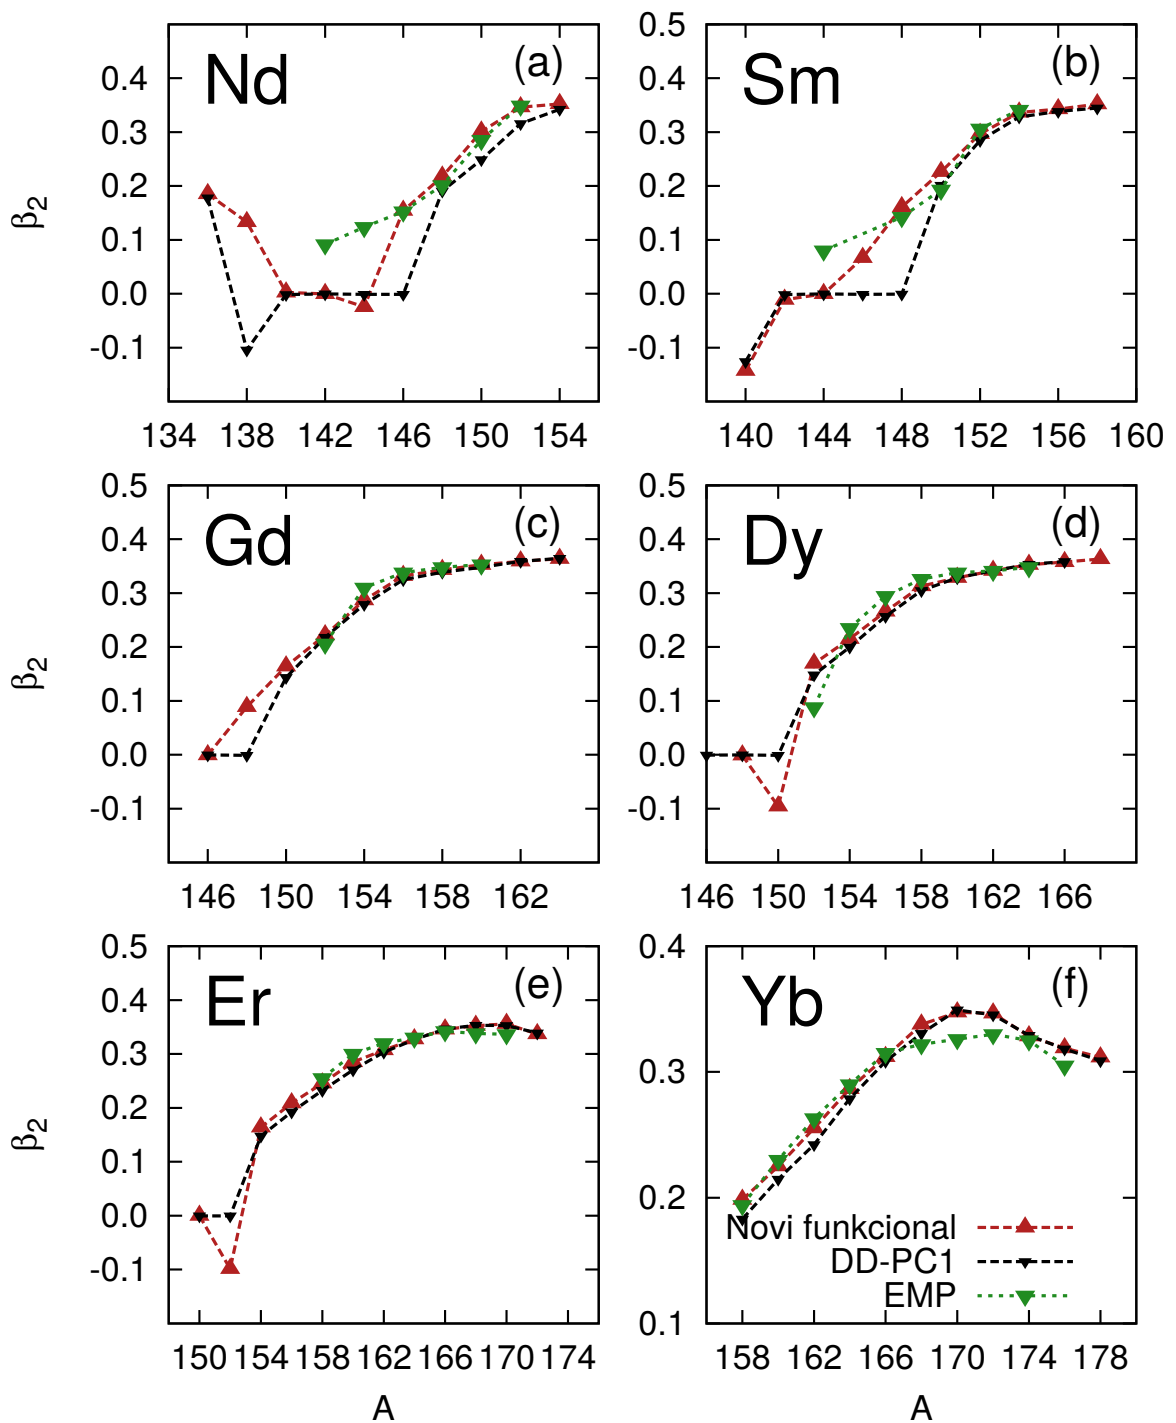 Nd
(a)
0.4
0.3
0.2
0.1
0.0
-0.1
β2
134 138 142 146 150 154
Sm
(b)
0.5
0.4
0.3
0.2
0.1
0.0
-0.1
140 144 148 152 156 160
Gd
(c)
0.5
0.4
0.3
0.2
0.1
0.0
-0.1
β2
146 150 154 158 162
Dy
(d)
0.5
0.4
0.3
0.2
0.1
0.0
-0.1
146 150 154 158 162 166
Er
(e)
0.5
0.4
0.3
0.2
0.1
0.0
-0.1
β2
150 154 158 162 166 170 174
A
Yb
(f)
0.4
0.3
0.2
0.1
Novi funkcional
DD-PC1
EMP
158 162 166 170 174 178
A